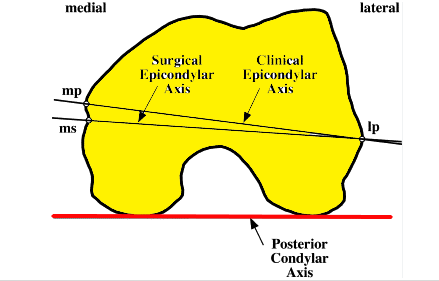 medial
lateral
Surgical
Epicondylar
Axis
Clinical
Epicondylar
Axis
mp
ms
lp
Posterior
Condylar
Axis